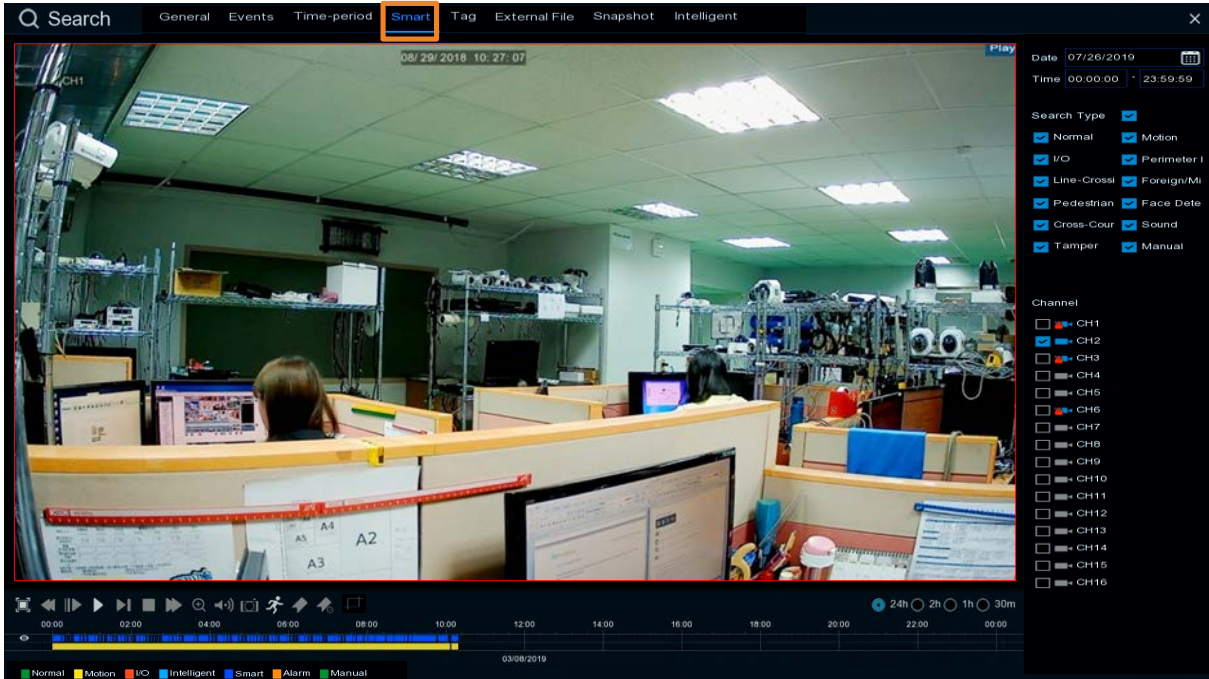 Search General Events Time-period Smart Tag External File Snapshot Intelligent
08/29/2018 10:27:07
Play
CH1
A4
A5
A2
A3
Date 07/26/2019
Time 00:00:00 - 23:59:59
Search Type
Normal Motion
I/O Perimeter I
Line-Crossi Foreign/Mi
Pedestrian Face Dete
Cross-Cour Sound
Tamper Manual
Channel
CH1
CH2
CH3
CH4
CH5
CH6
CH7
CH8
CH9
CH10
CH11
CH12
CH13
CH14
CH15
CH16
24h 2h 1h 30m
00:00 02:00 04:00 06:00 08:00 10:00 12:00 14:00 16:00 18:00 20:00 22:00 00:00
03/08/2019
Normal Motion I/O Intelligent Smart Alarm Manual